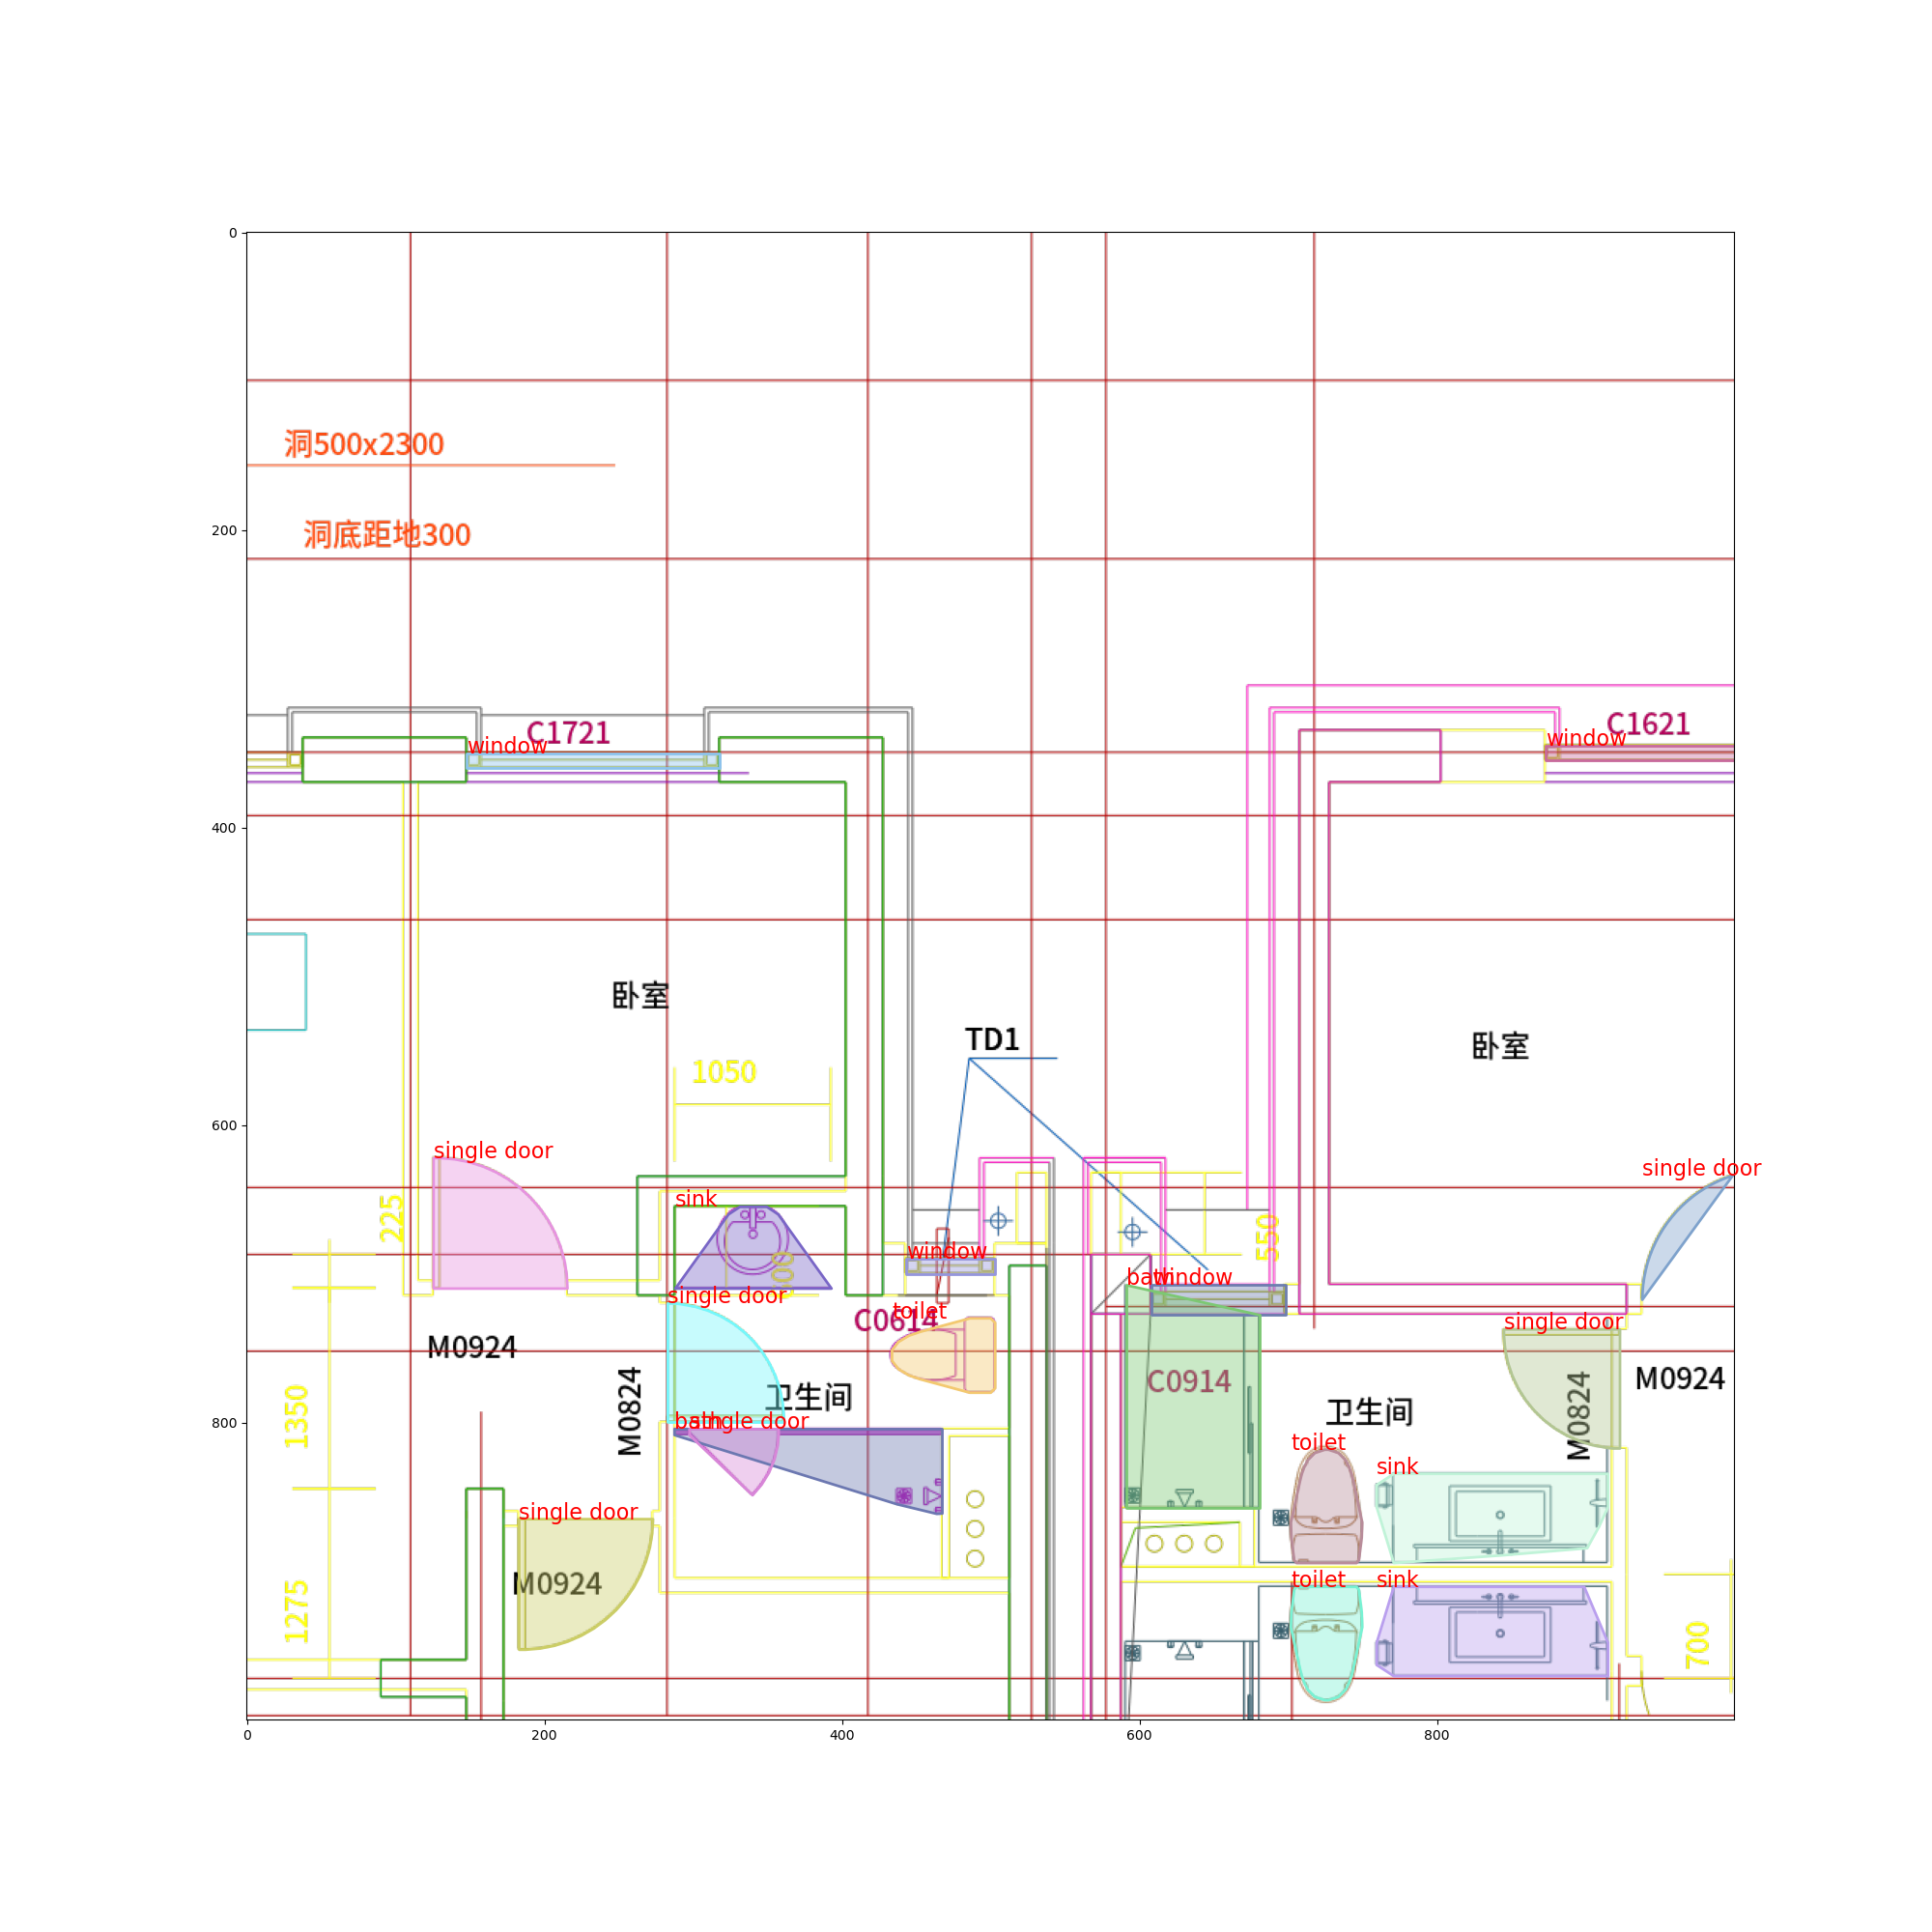 0
洞500x2300
200
洞底距地300
C1721
C1621
window
window
400
卧室
TD1
卧室
1050
600
single door
single door
225
sink
550
window
single door
bath
window
toilet
C0614
single door
M0924
M0824
卫生间
C0914
卫生间
M0824
M0924
1350
800
bath
single door
toilet
sink
single door
M0924
1275
toilet
sink
700
0
200
400
600
800